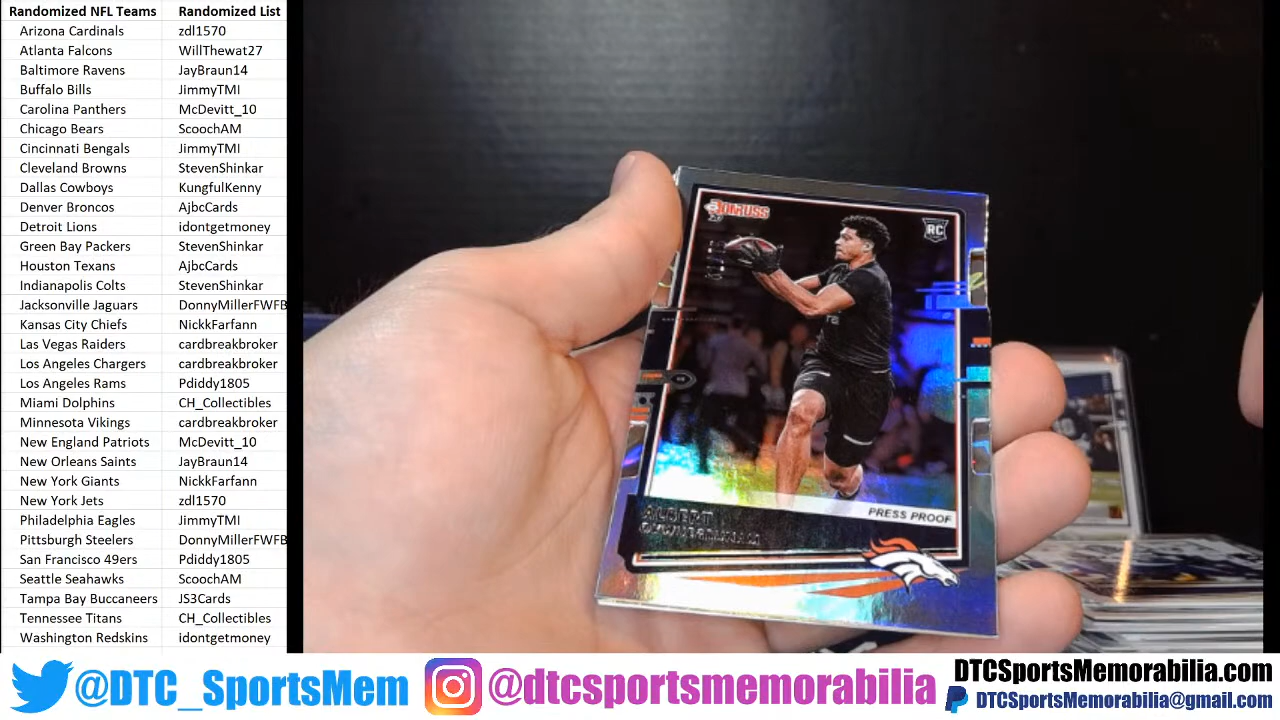 Randomized NFL Teams Randomized List
Arizona Cardinals zdl1570
Atlanta Falcons WillThewat27
Baltimore Ravens JayBraun14
Buffalo Bills JimmyTMI
Carolina Panthers McDevitt_10
Chicago Bears ScoochAM
Cincinnati Bengals JimmyTMI
Cleveland Browns StevenShinkar
Dallas Cowboys KungfulKenny
Denver Broncos AjbcCards
Detroit Lions idontgetmoney
Green Bay Packers StevenShinkar
Houston Texans AjbcCards
Indianapolis Colts StevenShinkar
Jacksonville Jaguars DonnyMillerFWFB
Kansas City Chiefs NickkFarfann
Las Vegas Raiders cardbreakbroker
Los Angeles Chargers cardbreakbroker
Los Angeles Rams Pdiddy1805
Miami Dolphins CH_Collectibles
Minnesota Vikings cardbreakbroker
New England Patriots McDevitt_10
New Orleans Saints JayBraun14
New York Giants NickkFarfann
New York Jets zdl1570
Philadelphia Eagles JimmyTMI
Pittsburgh Steelers DonnyMillerFWFB
San Francisco 49ers Pdiddy1805
Seattle Seahawks ScoochAM
Tampa Bay Buccaneers JS3Cards
Tennessee Titans CH_Collectibles
Washington Redskins idontgetmoney
DONRUSS
RC
PRESS PROOF
ALBERT
@DTC_SportsMem
@dtcsportsmemorabilia
DTCSportsMemorabilia.com
DTCSportsMemorabilia@gmail.com